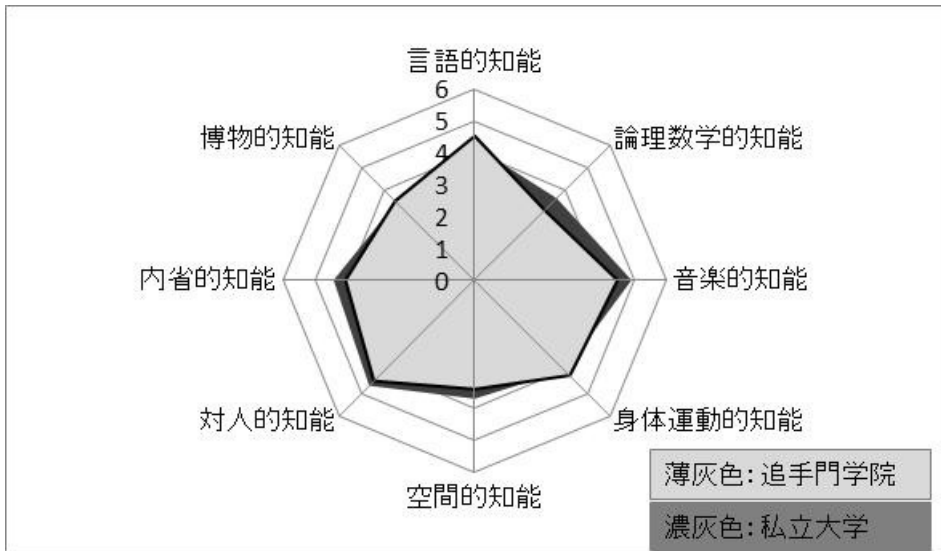 言語的知能
6
5
4
3
2
1
0
論理数学的知能
音楽的知能
身体運動的知能
空間的知能
対人的知能
内省的知能
博物的知能
薄灰色：追手門学院
濃灰色：私立大学